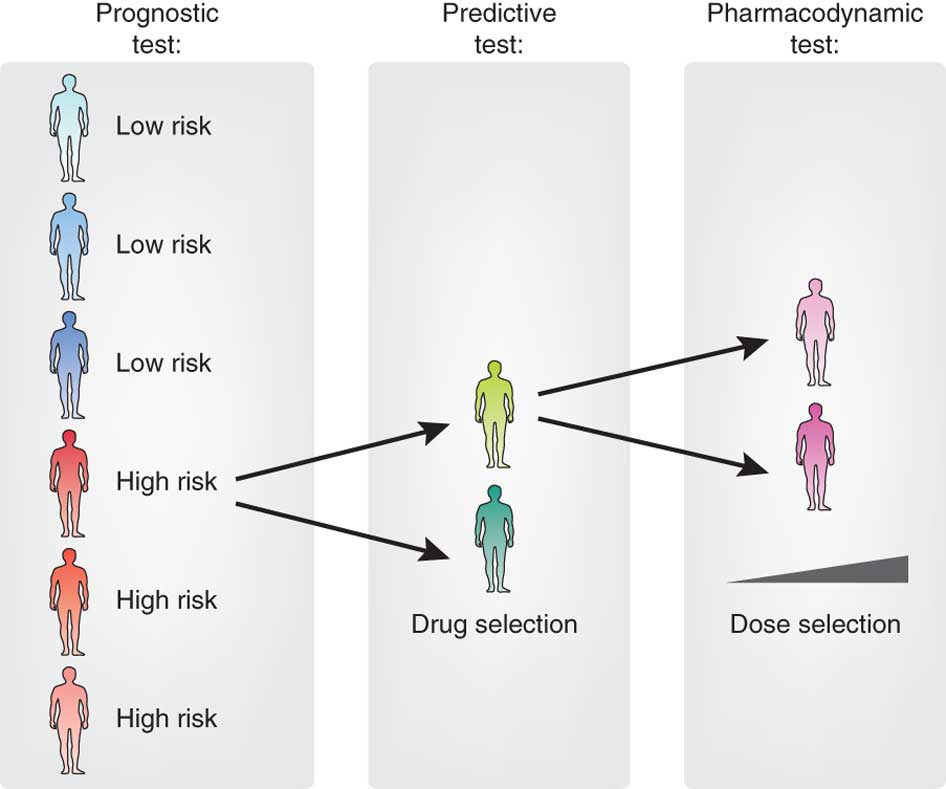 Prognostic
test:
Predictive
test:
Pharmacodynamic
test:
Low risk
Low risk
Low risk
High risk
High risk
High risk
Drug selection
Dose selection